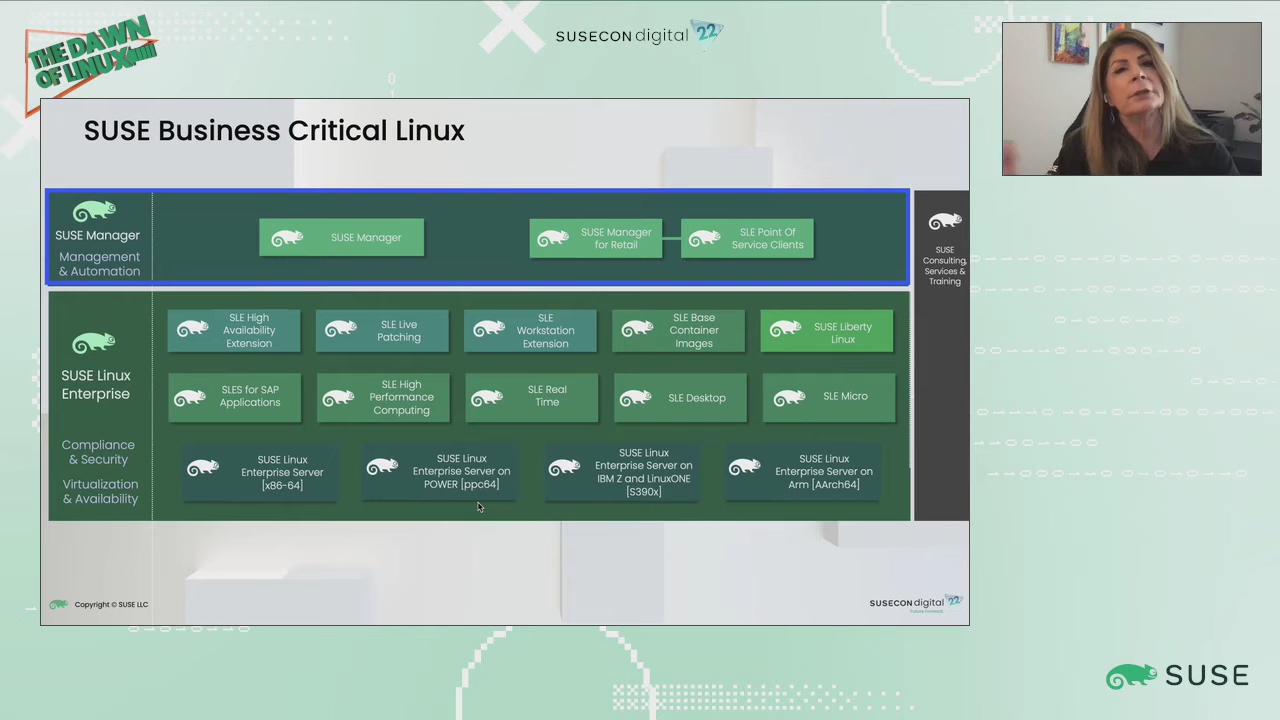 THE DAWN
OF LINUX
SUSECON digital 22
SUSE Business Critical Linux
SUSE Manager
Management
& Automation
SUSE Manager
SUSE Manager
for Retail
SLE Point Of
Service Clients
SUSE
Consulting,
Services &
Training
SUSE Linux
Enterprise
Compliance
& Security
Virtualization
& Availability
SLE High
Availability
Extension
SLE Live
Patching
SLE
Workstation
Extension
SLE Base
Container
Images
SUSE Liberty
Linux
SLES for SAP
Applications
SLE High
Performance
Computing
SLE Real
Time
SLE Desktop
SLE Micro
SUSE Linux
Enterprise Server
[x86-64]
SUSE Linux
Enterprise Server on
POWER [ppc64]
SUSE Linux
Enterprise Server on
IBM Z and LinuxONE
[S390x]
SUSE Linux
Enterprise Server on
Arm [AArch64]
Copyright © SUSE LLC
SUSECON digital 22
SUSE